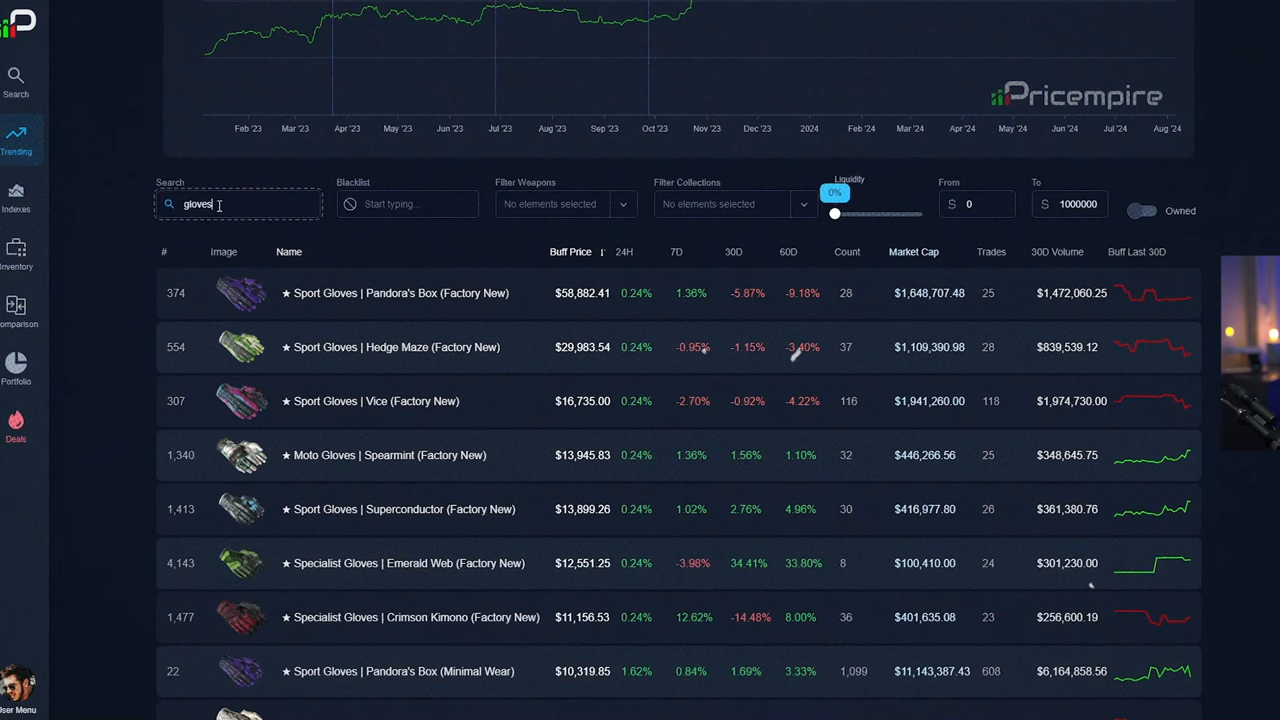 P
Pricempire
Feb '23 Mar '23 Apr '23 May '23 Jun '23 Jul '23 Aug '23 Sep '23 Oct '23 Nov '23 Dec '23 2024 Feb '24 Mar '24 Apr '24 May '24 Jun '24 Jul '24 Aug '24
Search
Trending
Indexes
Inventory
omparison
Portfolio
Deals
User Menu
Search Blacklist Filter Weapons Filter Collections Liquidity From To
0%
gloves Start typing... No elements selected No elements selected $ 0 $ 1000000 Owned
# Image Name Buff Price 24H 7D 30D 60D Count Market Cap Trades 30D Volume Buff Last 30D
374 ★ Sport Gloves | Pandora's Box (Factory New) $58,882.41 0.24% 1.36% -5.87% -9.18% 28 $1,648,707.48 25 $1,472,060.25
554 ★ Sport Gloves | Hedge Maze (Factory New) $29,983.54 0.24% -0.95% -1.15% -3.40% 37 $1,109,390.98 28 $839,539.12
307 ★ Sport Gloves | Vice (Factory New) $16,735.00 0.24% -2.70% -0.92% -4.22% 116 $1,941,260.00 118 $1,974,730.00
1,340 ★ Moto Gloves | Spearmint (Factory New) $13,945.83 0.24% 1.36% 1.56% 1.10% 32 $446,266.56 25 $348,645.75
1,413 ★ Sport Gloves | Superconductor (Factory New) $13,899.26 0.24% 1.02% 2.76% 4.96% 30 $416,977.80 26 $361,380.76
4,143 ★ Specialist Gloves | Emerald Web (Factory New) $12,551.25 0.24% -3.98% 34.41% 33.80% 8 $100,410.00 24 $301,230.00
1,477 ★ Specialist Gloves | Crimson Kimono (Factory New) $11,156.53 0.24% 12.62% -14.48% 8.00% 36 $401,635.08 23 $256,600.19
22 ★ Sport Gloves | Pandora's Box (Minimal Wear) $10,319.85 1.62% 0.84% 1.69% 3.33% 1,099 $11,143,387.43 608 $6,164,858.56